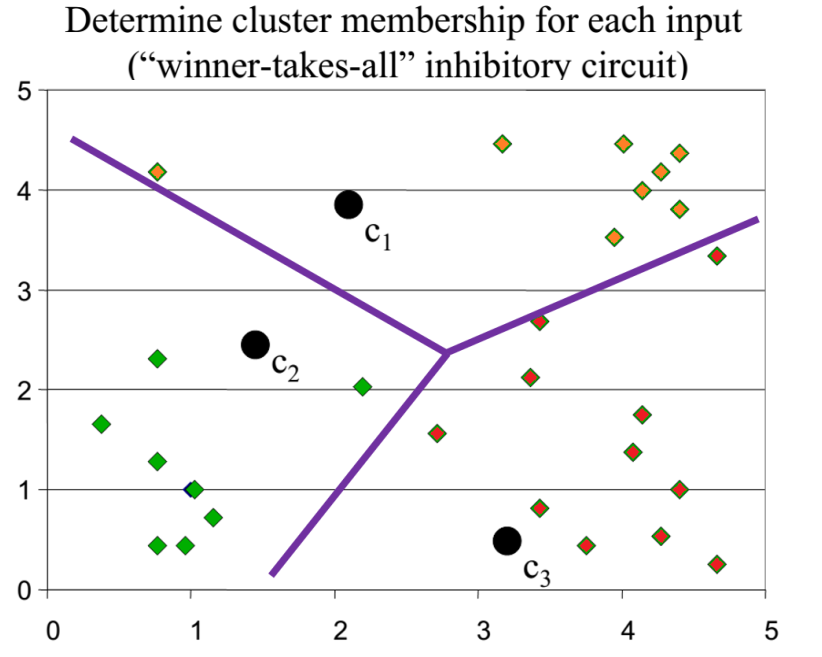 Determine cluster membership for each input
(“winner-takes-all” inhibitory circuit)
5
4
c1
3
c2
2
1
c3
0
0 1 2 3 4 5